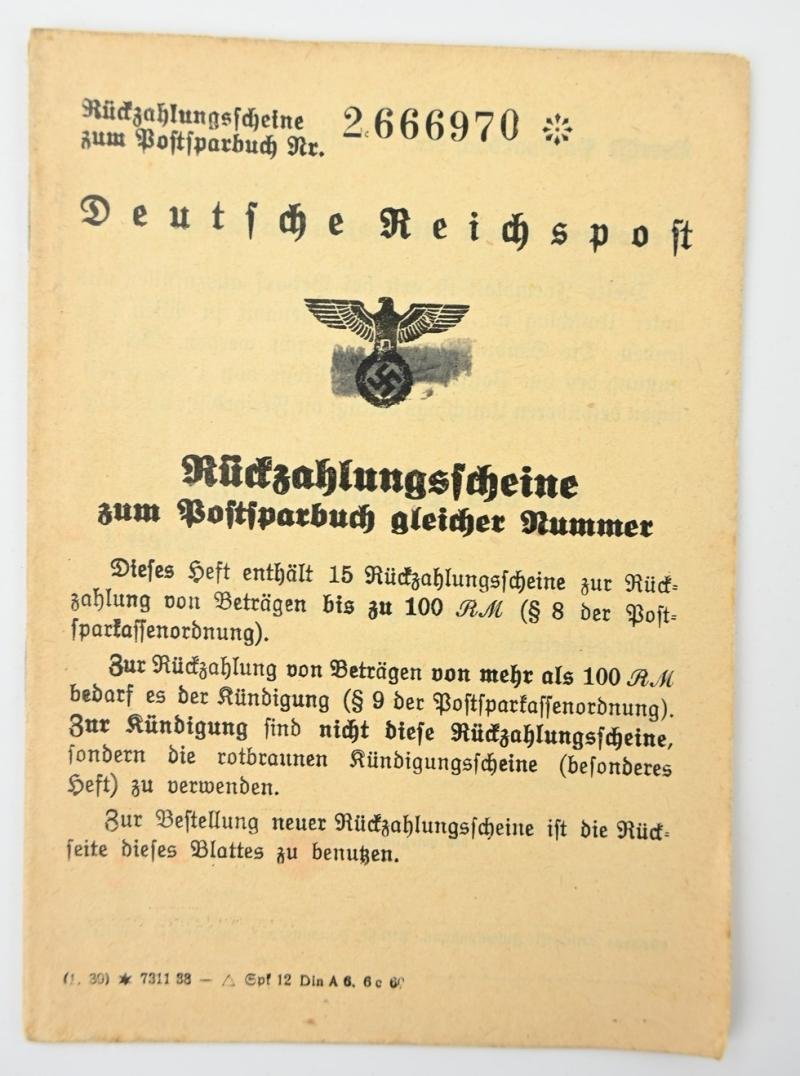 Rückzahlungsscheine
zum Postsparbuch Nr. 2.666970
Deutsche Reichspost
Rückzahlungsscheine
zum Postsparbuch gleicher Nummer
Dieses Heft enthält 15 Rückzahlungsscheine zur Rück-
zahlung von Beträgen bis zu 100 RM (§ 8 der Post-
sparkassenordnung).
Zur Rückzahlung von Beträgen von mehr als 100 RM
bedarf es der Kündigung (§ 9 der Postsparkassenordnung).
Zur Kündigung sind nicht diese Rückzahlungsscheine,
sondern die rotbraunen Kündigungsscheine (besonderes
Heft) zu verwenden.
Zur Bestellung neuer Rückzahlungsscheine ist die Rück-
seite dieses Blattes zu benutzen.
(1. 39) ★ 7311 38 — △ Spf 12 Din A 6. 6 c